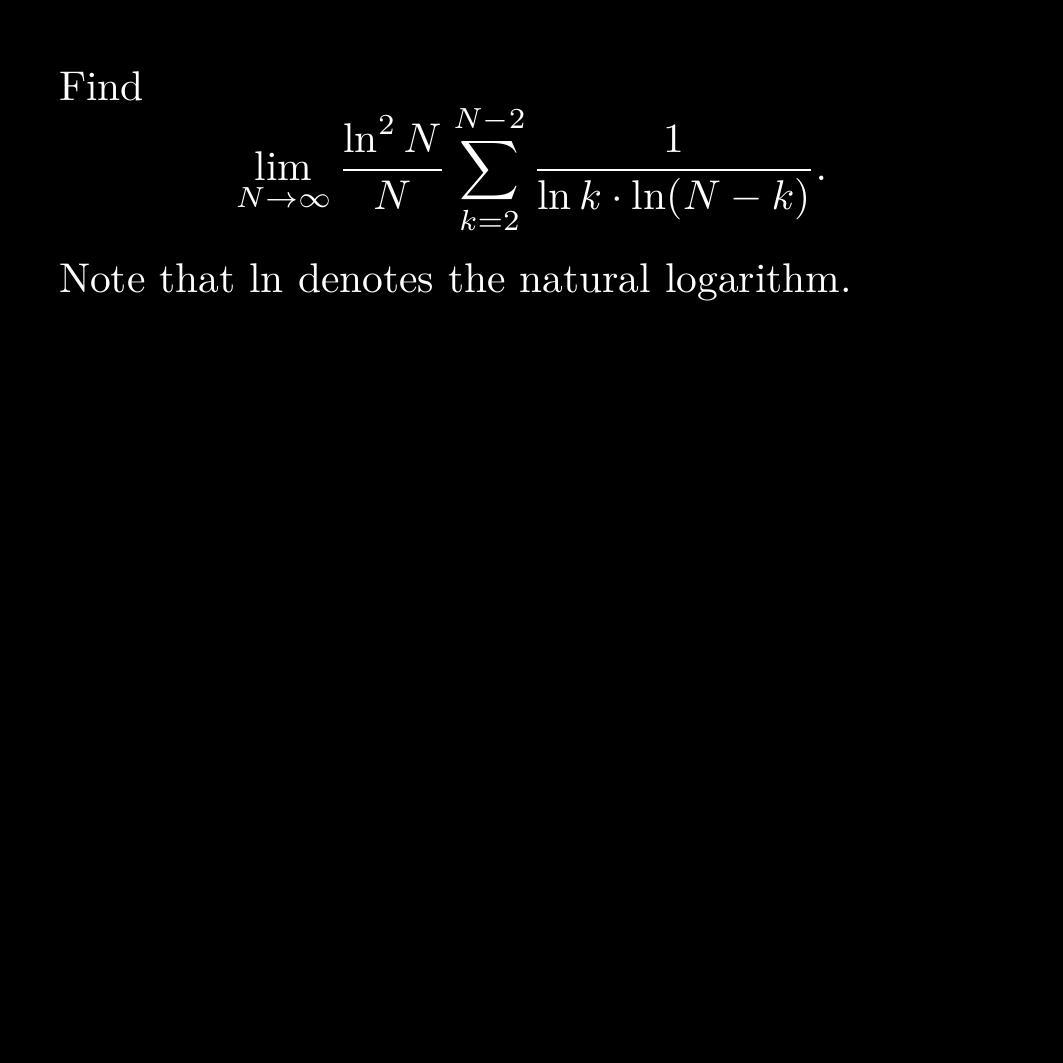 Find
$$\lim_{N \to \infty} \frac{\ln^2 N}{N} \sum_{k=2}^{N-2} \frac{1}{\ln k \cdot \ln(N-k)}.$$
Note that ln denotes the natural logarithm.